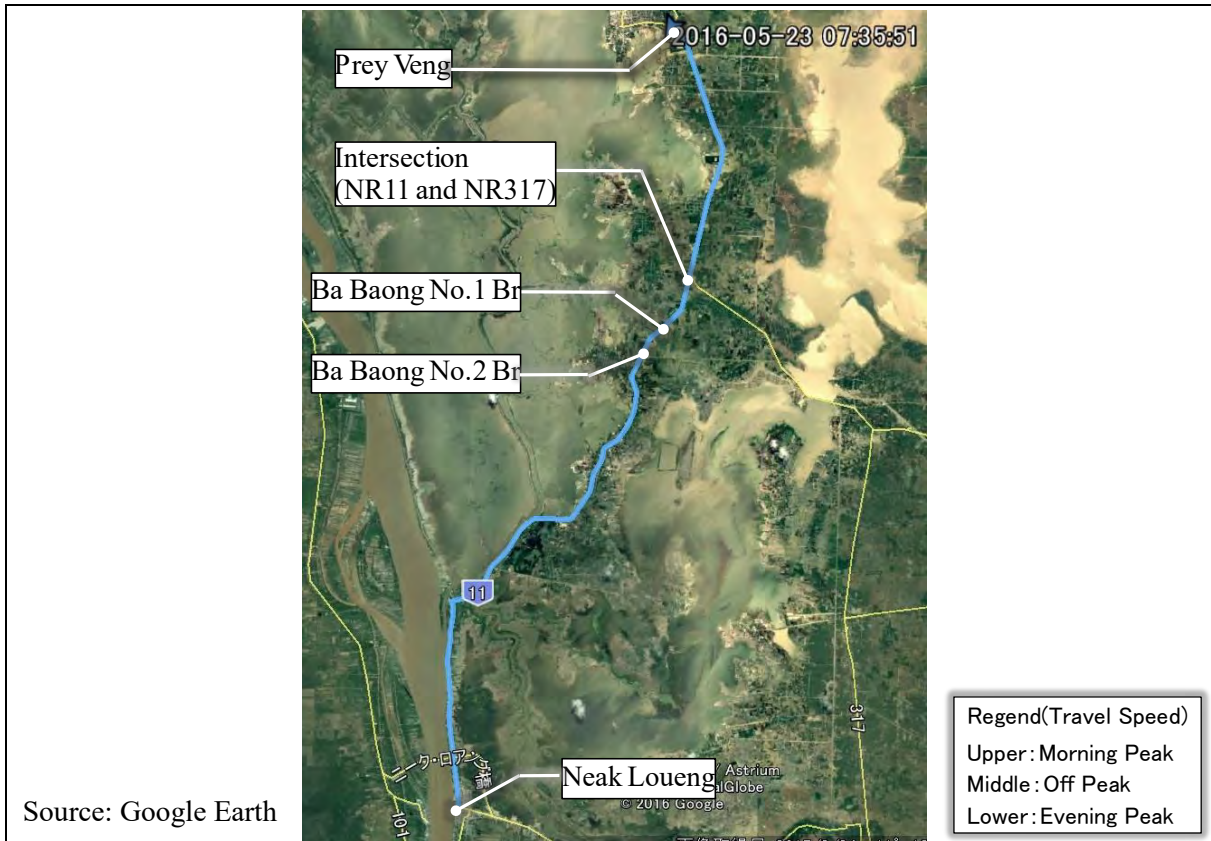 2016-05-23 07:35:51
Prey Veng
Intersection
(NR11 and NR317)
Ba Baong No.1 Br
Ba Baong No.2 Br
11
317
Regend(Travel Speed)
Upper:Morning Peak
Middle:Off Peak
Lower:Evening Peak
Neak Loueng
Astrium
© 2016 Google
101
Source: Google Earth